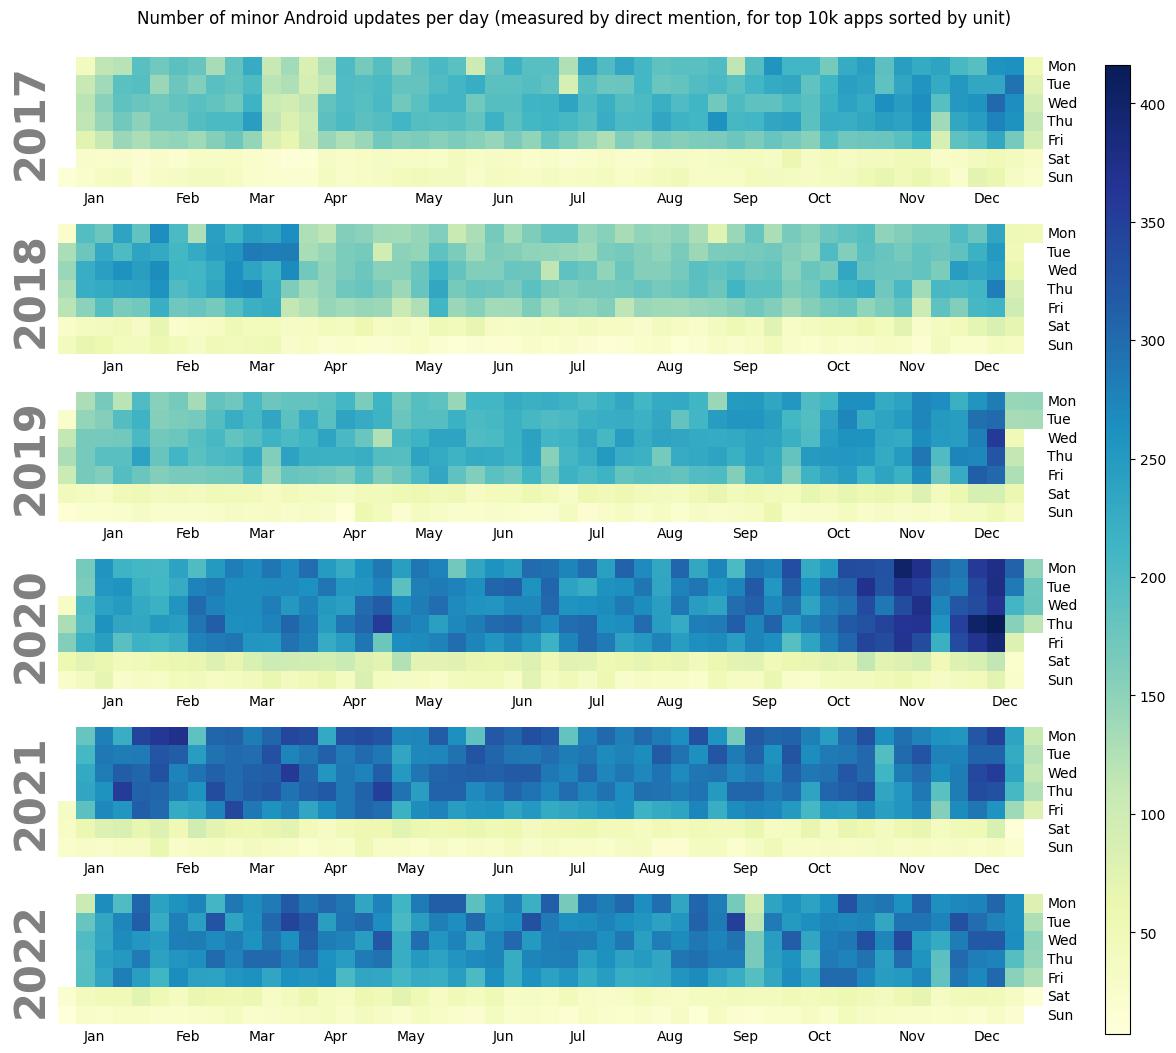 Number of minor Android updates per day (measured by direct mention, for top 10k apps sorted by unit)
2017
Mon
Tue
Wed
Thu
Fri
Sat
Sun
Jan Feb Mar Apr May Jun Jul Aug Sep Oct Nov Dec
2018
Mon
Tue
Wed
Thu
Fri
Sat
Sun
Jan Feb Mar Apr May Jun Jul Aug Sep Oct Nov Dec
2019
Mon
Tue
Wed
Thu
Fri
Sat
Sun
Jan Feb Mar Apr May Jun Jul Aug Sep Oct Nov Dec
2020
Mon
Tue
Wed
Thu
Fri
Sat
Sun
Jan Feb Mar Apr May Jun Jul Aug Sep Oct Nov Dec
2021
Mon
Tue
Wed
Thu
Fri
Sat
Sun
Jan Feb Mar Apr May Jun Jul Aug Sep Oct Nov Dec
2022
Mon
Tue
Wed
Thu
Fri
Sat
Sun
Jan Feb Mar Apr May Jun Jul Aug Sep Oct Nov Dec
400
350
300
250
200
150
100
50